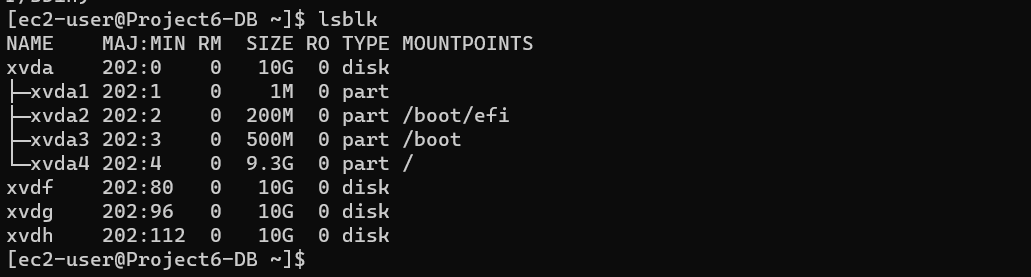 [ec2-user@Project6-DB ~]$ lsblk
NAME    MAJ:MIN RM  SIZE RO TYPE MOUNTPOINTS
xvda    202:0    0   10G  0 disk
├─xvda1 202:1    0    1M  0 part
├─xvda2 202:2    0  200M  0 part /boot/efi
├─xvda3 202:3    0  500M  0 part /boot
└─xvda4 202:4    0  9.3G  0 part /
xvdf    202:80   0   10G  0 disk
xvdg    202:96   0   10G  0 disk
xvdh    202:112  0   10G  0 disk
[ec2-user@Project6-DB ~]$